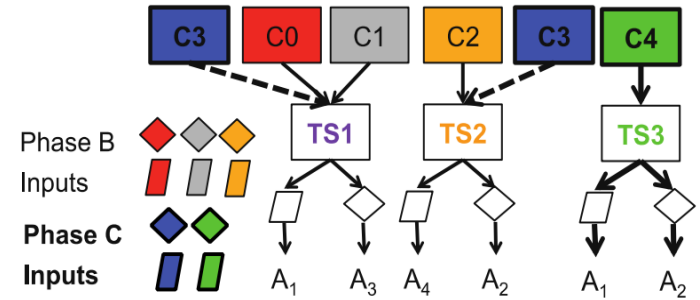 C3 C0 C1 C2 C3 C4
TS1 TS2 TS3
Phase B
Inputs
Phase C
Inputs
A1 A3 A4 A2 A1 A2